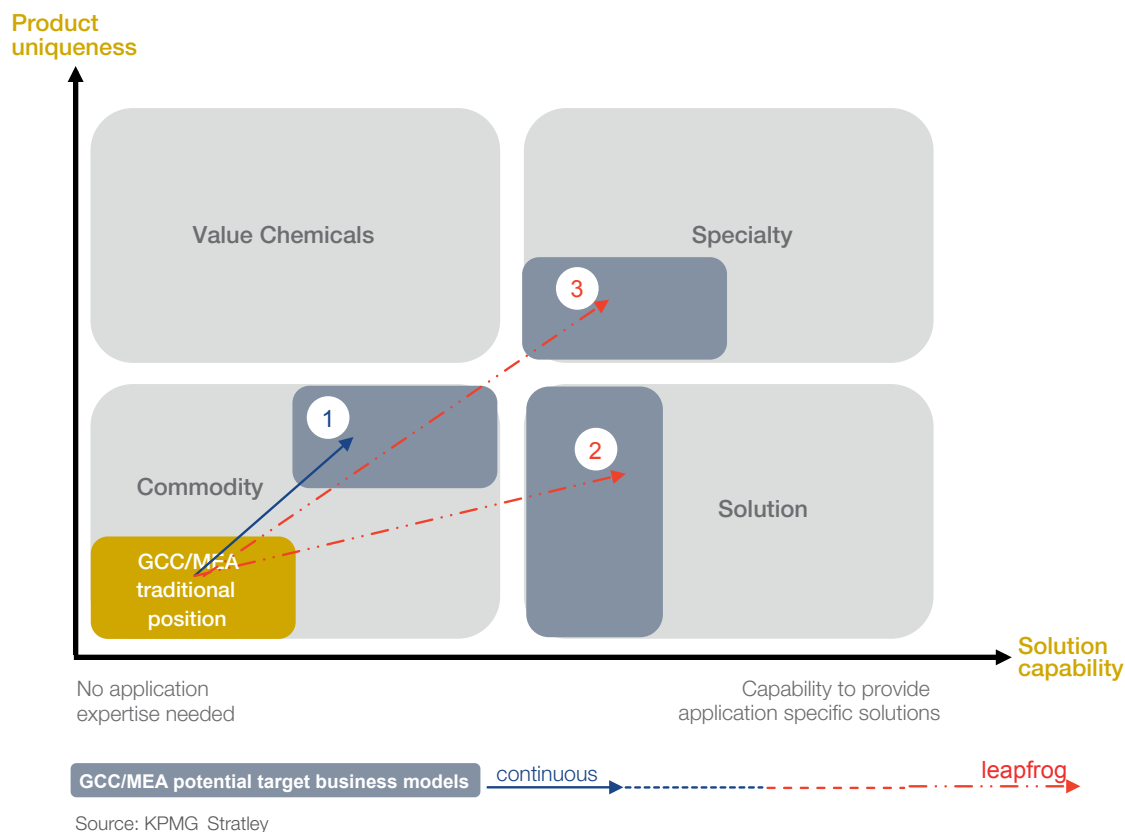 Product
uniqueness
Value Chemicals
Specialty
3
1
2
Commodity
Solution
GCC/MEA
traditional
position
Solution
capability
No application
expertise needed
Capability to provide
application specific solutions
GCC/MEA potential target business models
continuous
leapfrog
Source: KPMG Stratley